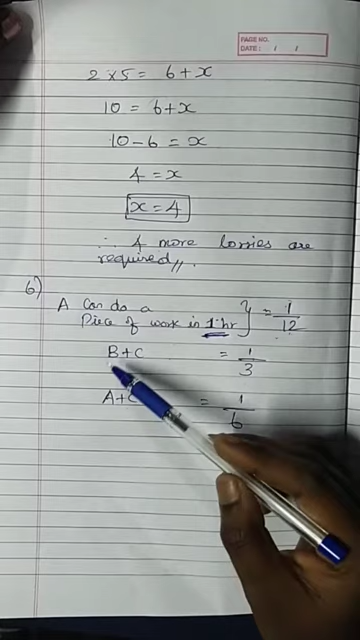 PAGE NO.
DATE : / /
2 × 5 = 6 + x
10 = 6 + x
10 - 6 = x
4 = x
x = 4
∴ 4 more lorries are
required //.
6)
A Can do a
Piece of work in 1 hr } = 1/12
B + C = 1/3
A + C = 1/6